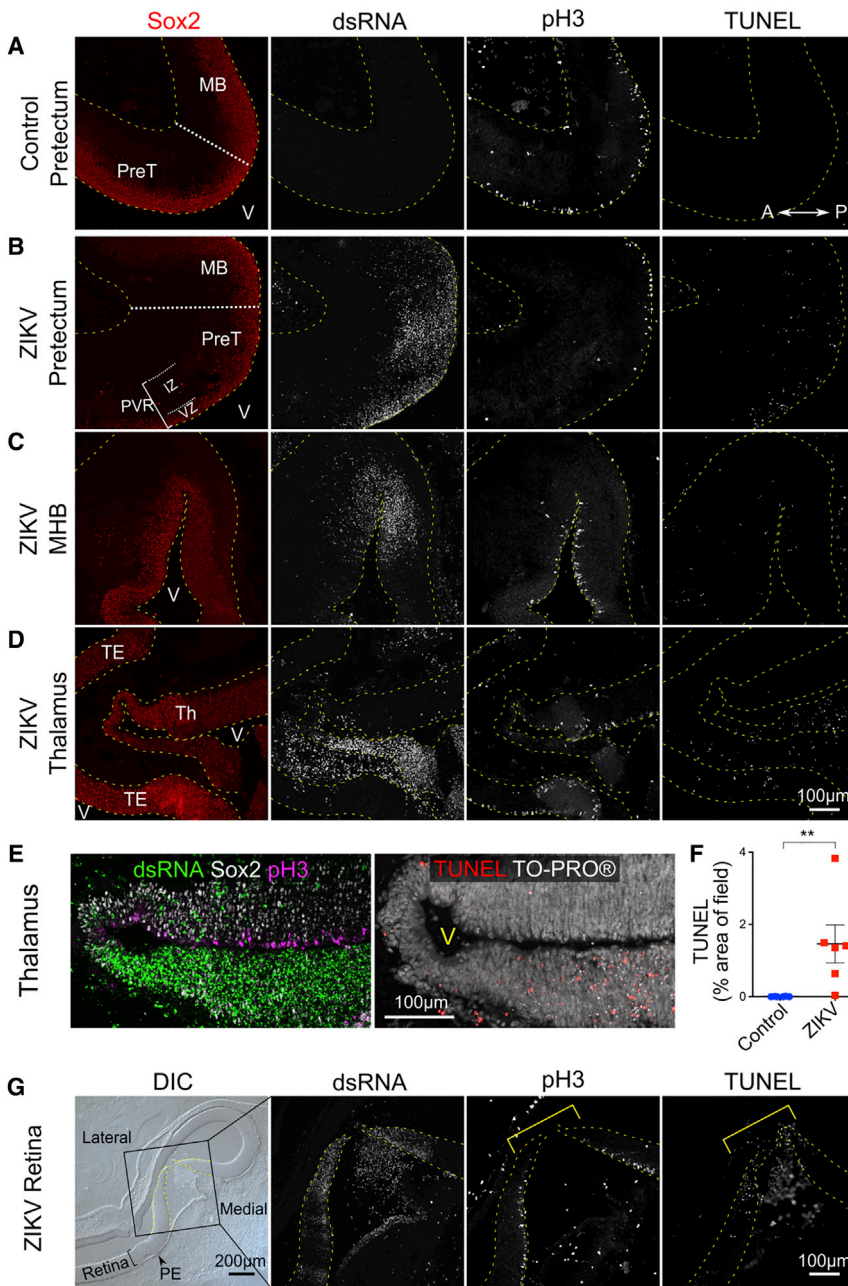 Sox2 dsRNA pH3 TUNEL
A
Control
Pretectum
MB
PreT
V
A P
B
ZIKV
Pretectum
MB
PreT
IZ
PVR
VZ
V
C
ZIKV
MHB
V
D
ZIKV
Thalamus
TE
Th
V
TE
V
100µm
E
Thalamus
dsRNA Sox2 pH3
TUNEL TO-PRO®
V
100µm
F
**
TUNEL
(% area of field)
4
2
0
Control
ZIKV
G
DIC dsRNA pH3 TUNEL
ZIKV Retina
Lateral
Medial
Retina
PE
200µm
100µm